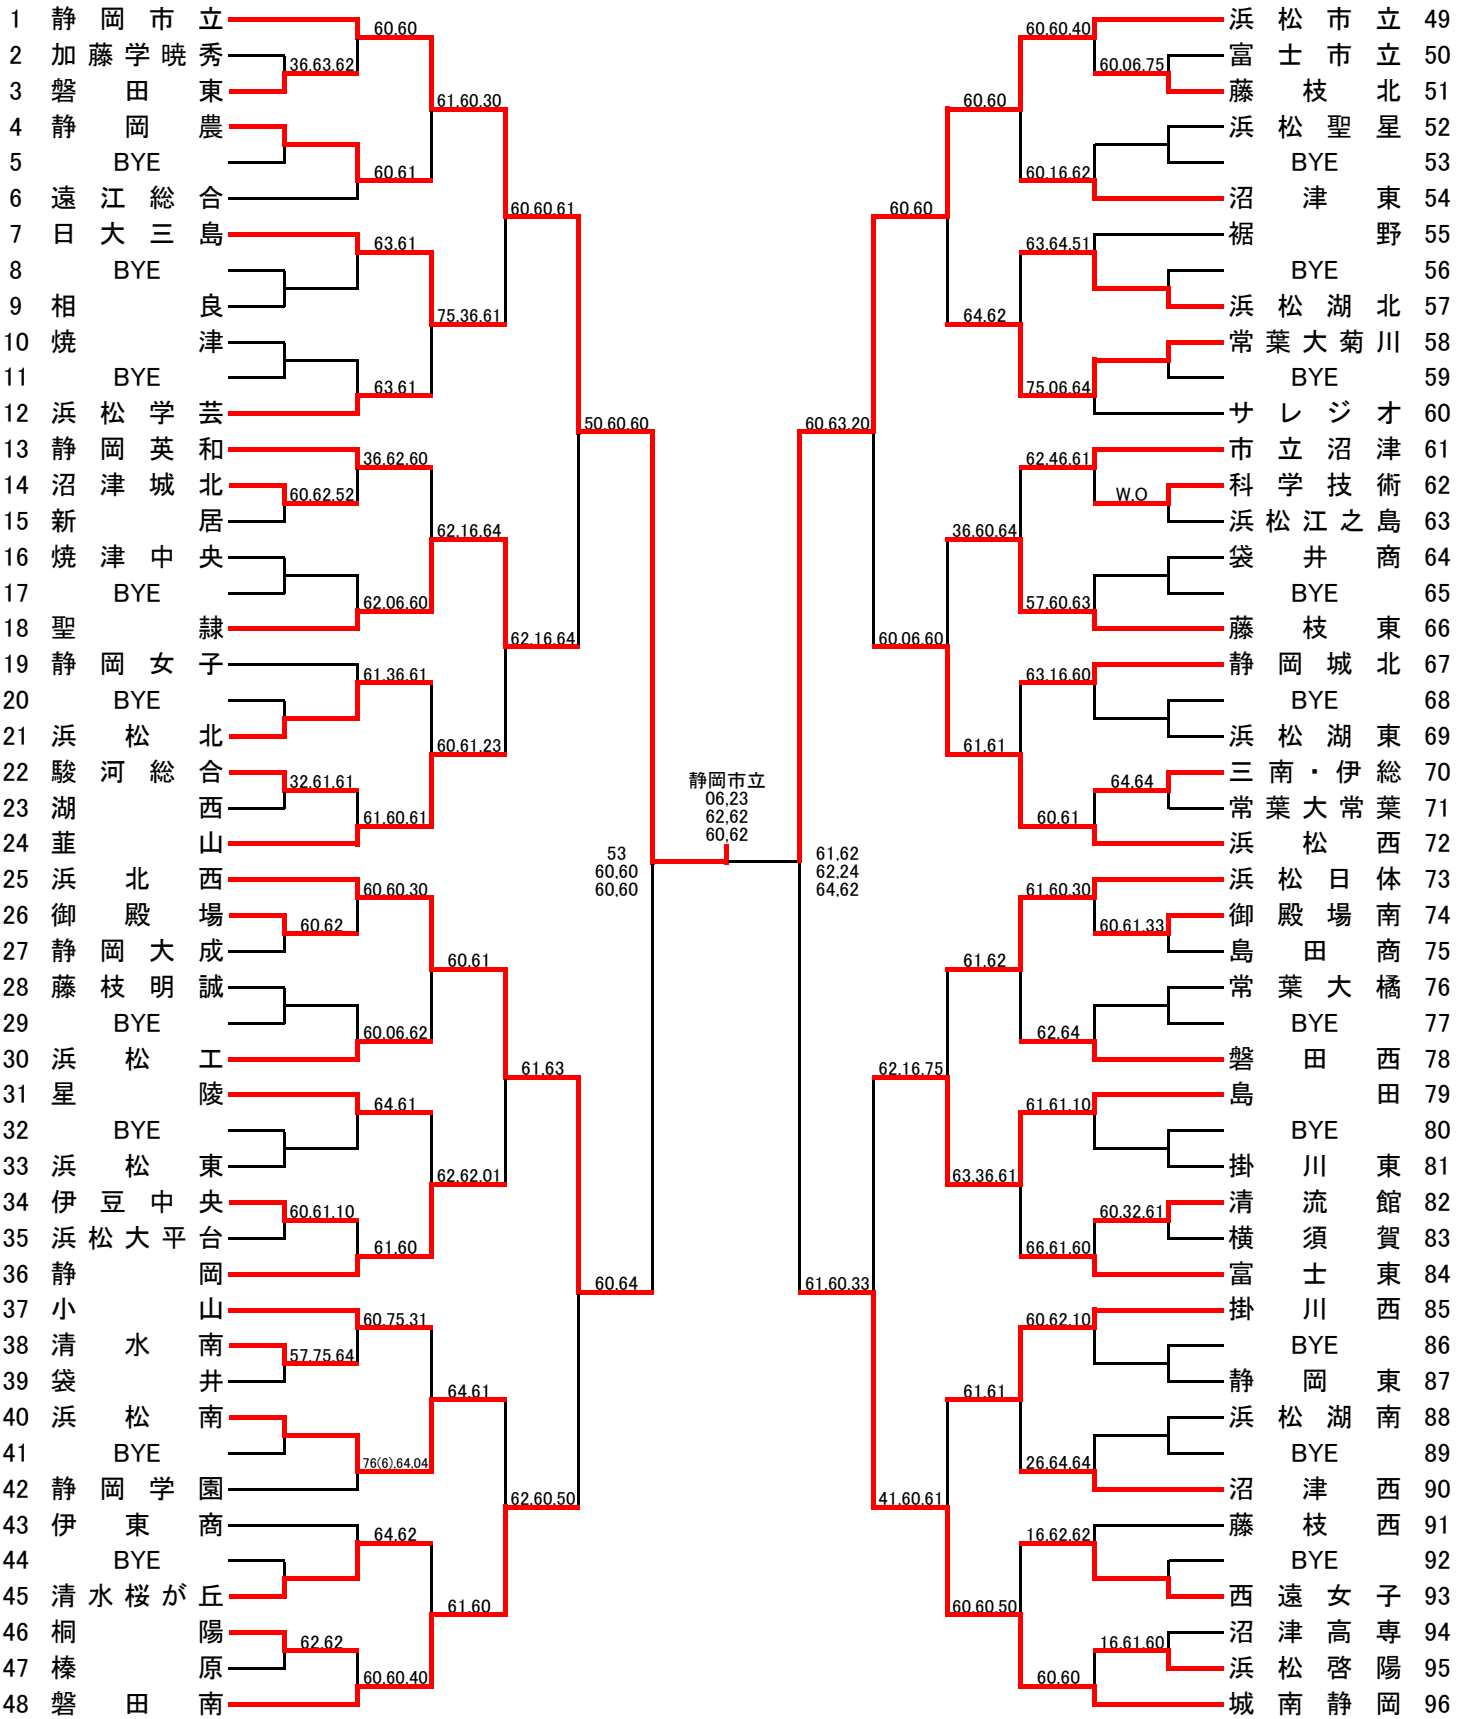 1 静岡市立
2 加藤学暁秀
3 磐田東
4 静岡農
5 BYE
6 遠江総合
7 日大三島
8 BYE
9 相良
10 焼津
11 BYE
12 浜松学芸
13 静岡英和
14 沼津城北
15 新居
16 焼津中央
17 BYE
18 聖隷
19 静岡女子
20 BYE
21 浜松北
22 駿河総合
23 湖西
24 韮山
25 浜北西
26 御殿場
27 静岡大成
28 藤枝明誠
29 BYE
30 浜松工
31 星陵
32 BYE
33 浜松東
34 伊豆中央
35 浜松大平台
36 静岡
37 小山
38 清水南
39 袋井
40 浜松南
41 BYE
42 静岡学園
43 伊東商
44 BYE
45 清水桜が丘
46 桐陽
47 榛原
48 磐田南
60,60
36,63,62
61,60,30
60,61
60,60,61
63,61
75,36,61
63,61
50,60,60
36,62,60
60,62,52
62,16,64
62,06,60
62,16,64
61,36,61
60,61,23
32,61,61
61,60,61
60,60,30
60,62
60,61
60,06,62
61,63
64,61
62,62,01
60,61,10
61,60
60,64
60,75,31
57,75,64
64,61
76(6),64,04
62,60,50
64,62
61,60
62,62
60,60,40
53
60,60
60,60
静岡市立
06,23
62,62
60,62
61,62
62,24
64,62
60,60,40
60,06,75
60,60
60,16,62
60,60
63,64,51
64,62
75,06,64
60,63,20
62,46,61
W.O
36,60,64
57,60,63
60,06,60
63,16,60
61,61
64,64
60,61
61,60,30
60,61,33
61,62
62,64
62,16,75
61,61,10
63,36,61
60,32,61
66,61,60
61,60,33
60,62,10
61,61
26,64,64
41,60,61
16,62,62
60,60,50
16,61,60
60,60
浜松市立 49
富士市立 50
藤枝北 51
浜松聖星 52
BYE 53
沼津東 54
裾野 55
BYE 56
浜松湖北 57
常葉大菊川 58
BYE 59
サレジオ 60
市立沼津 61
科学技術 62
浜松江之島 63
袋井商 64
BYE 65
藤枝東 66
静岡城北 67
BYE 68
浜松湖東 69
三南・伊総 70
常葉大常葉 71
浜松西 72
浜松日体 73
御殿場南 74
島田商 75
常葉大橘 76
BYE 77
磐田西 78
島田 79
BYE 80
掛川東 81
清流館 82
横須賀 83
富士東 84
掛川西 85
BYE 86
静岡東 87
浜松湖南 88
BYE 89
沼津西 90
藤枝西 91
BYE 92
西遠女子 93
沼津高専 94
浜松啓陽 95
城南静岡 96